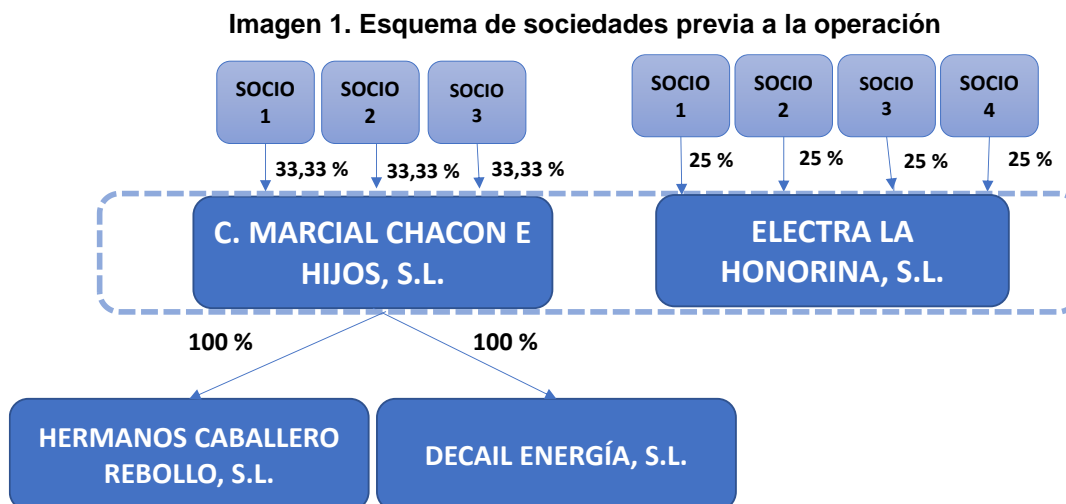 Imagen 1. Esquema de sociedades previa a la operación
SOCIO
1
SOCIO
2
SOCIO
3
SOCIO
1
SOCIO
2
SOCIO
3
SOCIO
4
33,33 %
33,33 %
33,33 %
25 %
25 %
25 %
25 %
C. MARCIAL CHACON E
HIJOS, S.L.
ELECTRA LA
HONORINA, S.L.
100 %
100 %
HERMANOS CABALLERO
REBOLLO, S.L.
DECAIL ENERGÍA, S.L.